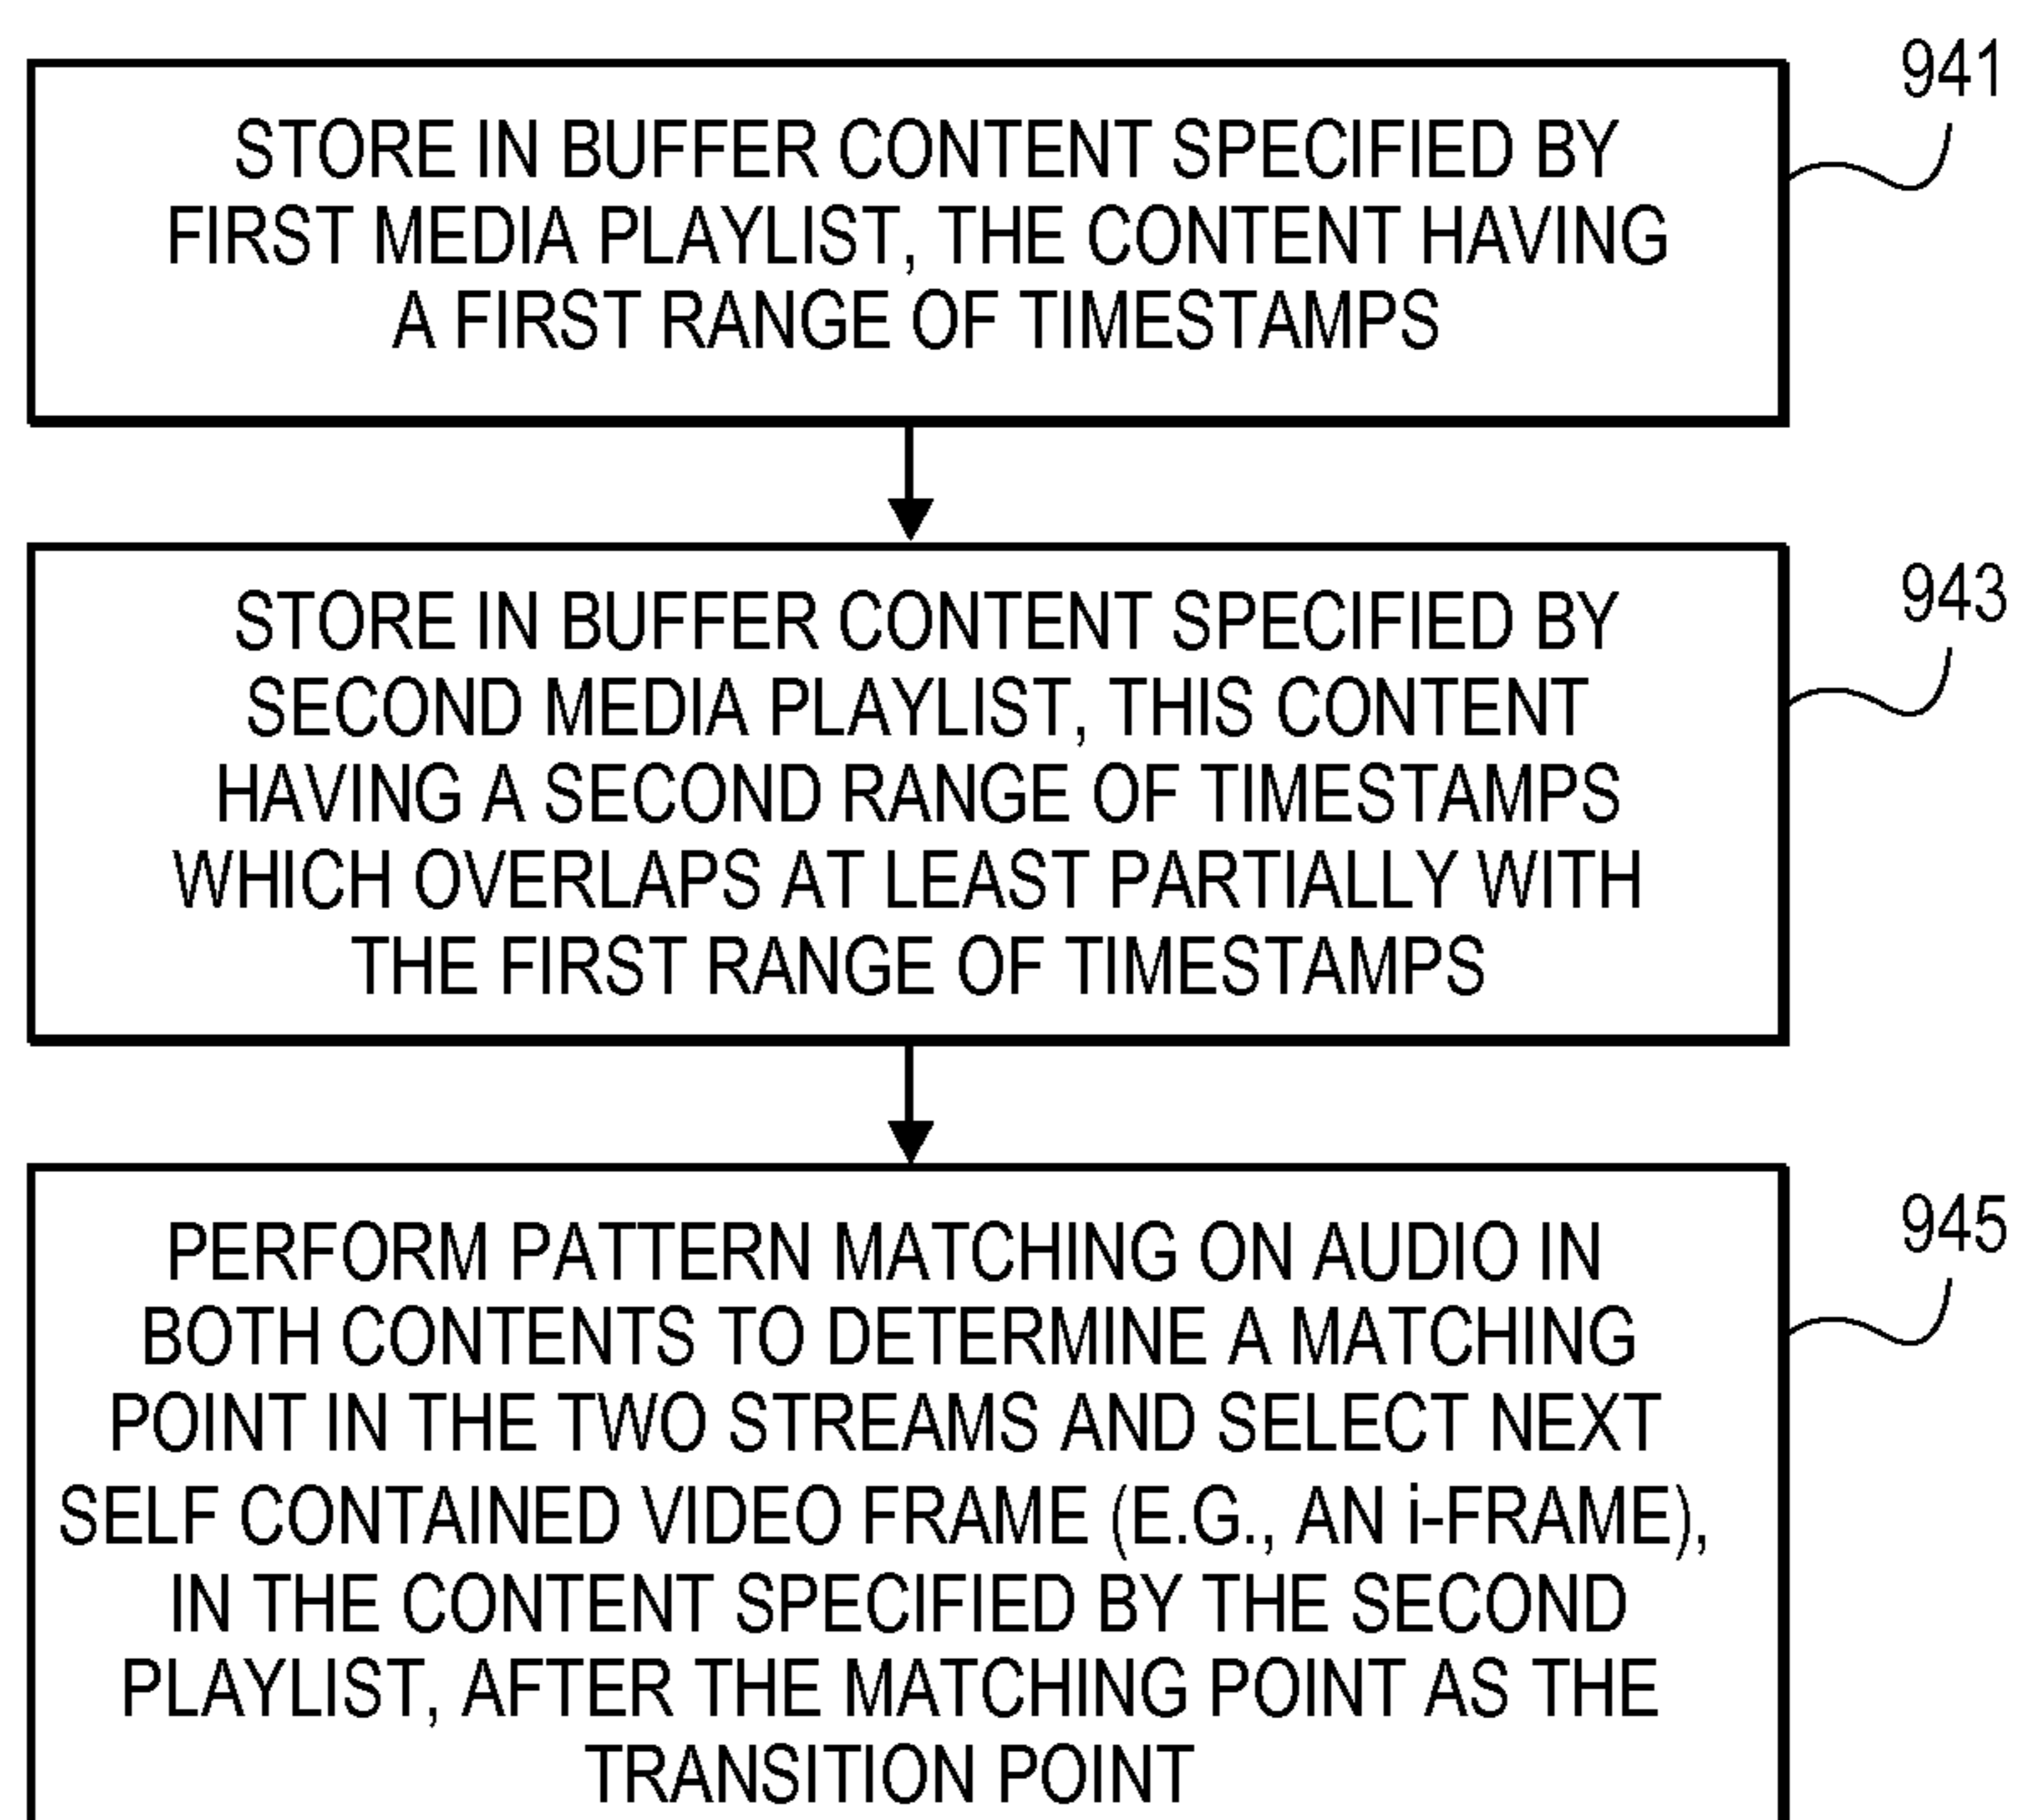 941
STORE IN BUFFER CONTENT SPECIFIED BY
FIRST MEDIA PLAYLIST, THE CONTENT HAVING
A FIRST RANGE OF TIMESTAMPS
943
STORE IN BUFFER CONTENT SPECIFIED BY
SECOND MEDIA PLAYLIST, THIS CONTENT
HAVING A SECOND RANGE OF TIMESTAMPS
WHICH OVERLAPS AT LEAST PARTIALLY WITH
THE FIRST RANGE OF TIMESTAMPS
945
PERFORM PATTERN MATCHING ON AUDIO IN
BOTH CONTENTS TO DETERMINE A MATCHING
POINT IN THE TWO STREAMS AND SELECT NEXT
SELF CONTAINED VIDEO FRAME (E.G., AN i-FRAME),
IN THE CONTENT SPECIFIED BY THE SECOND
PLAYLIST, AFTER THE MATCHING POINT AS THE
TRANSITION POINT